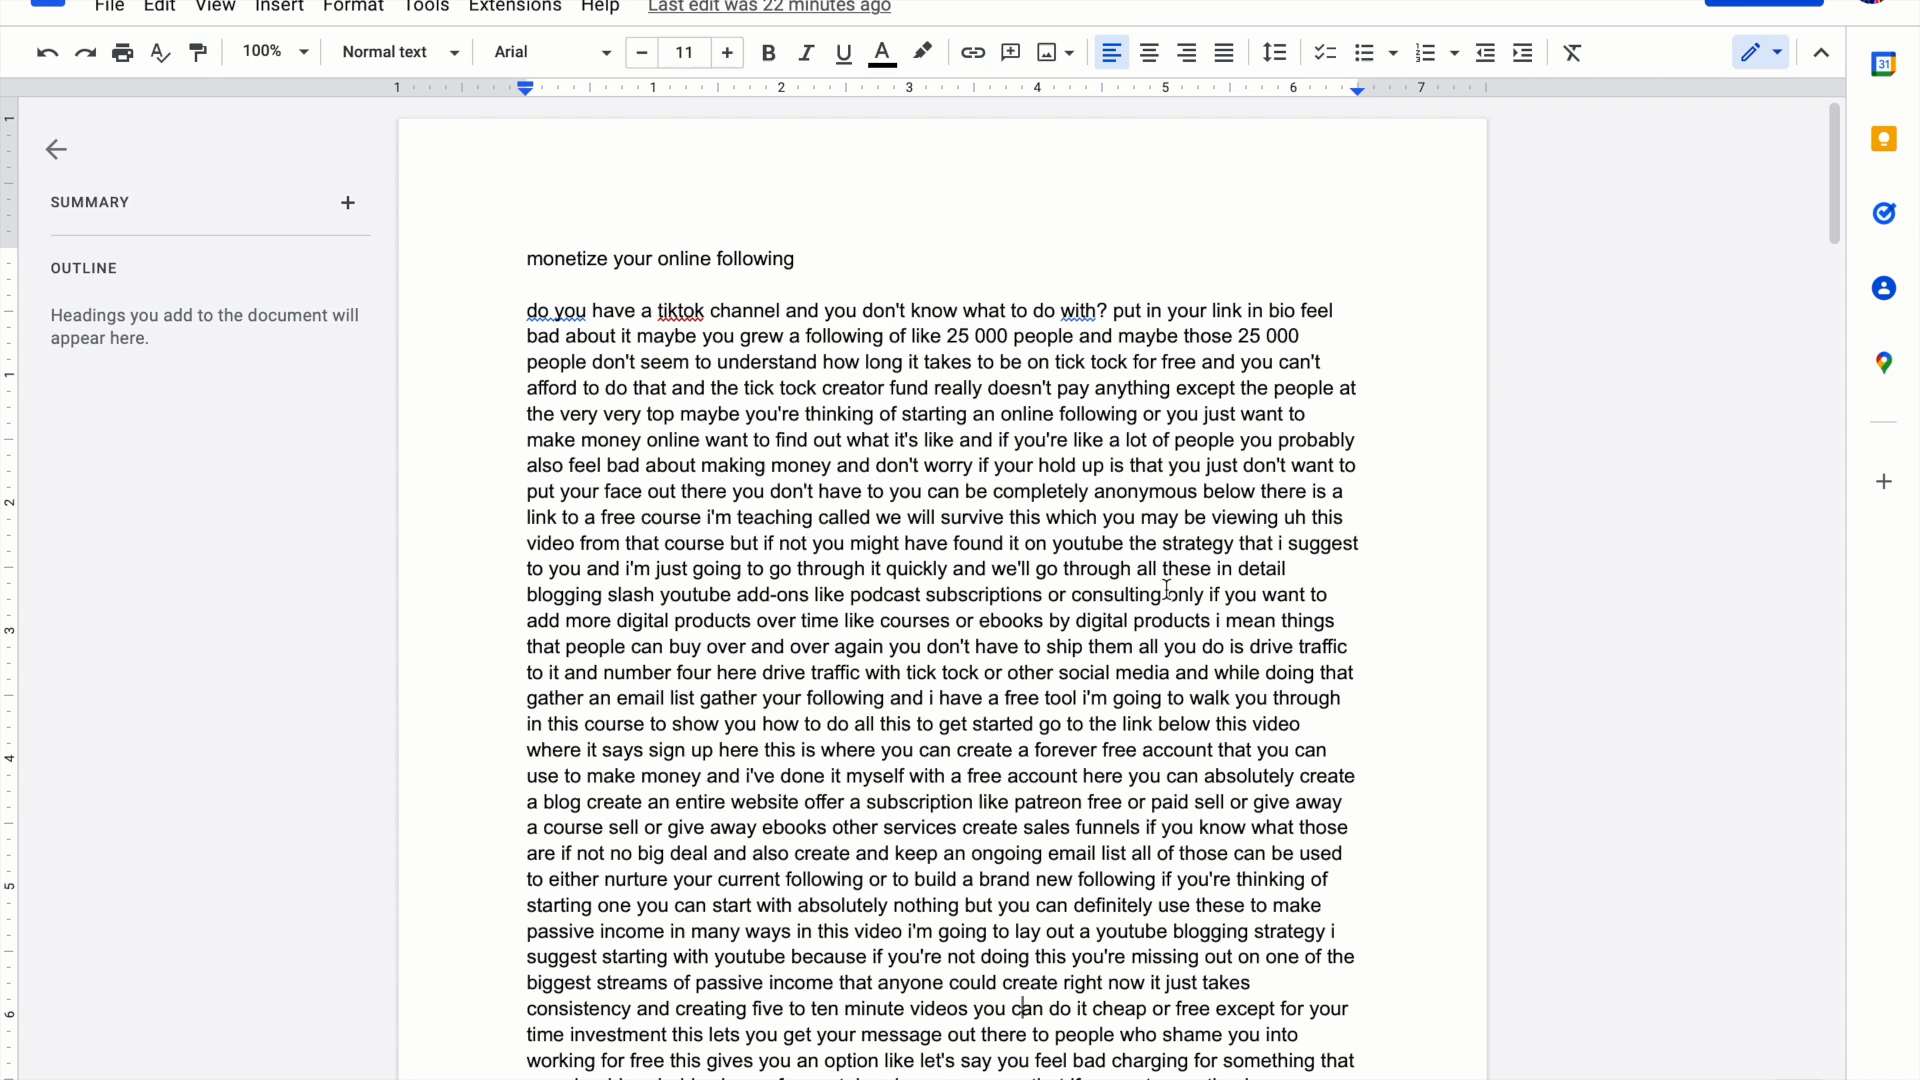 File Edit View Insert Format Tools Extensions Help Last edit was 22 minutes ago
100% Normal text Arial 11
1 1 2 3 4 5 6 7
SUMMARY
OUTLINE
Headings you add to the document will
appear here.
monetize your online following
do you have a tiktok channel and you don't know what to do with? put in your link in bio feel
bad about it maybe you grew a following of like 25 000 people and maybe those 25 000
people don't seem to understand how long it takes to be on tick tock for free and you can't
afford to do that and the tick tock creator fund really doesn't pay anything except the people at
the very very top maybe you're thinking of starting an online following or you just want to
make money online want to find out what it's like and if you're like a lot of people you probably
also feel bad about making money and don't worry if your hold up is that you just don't want to
put your face out there you don't have to you can be completely anonymous below there is a
link to a free course i'm teaching called we will survive this which you may be viewing uh this
video from that course but if not you might have found it on youtube the strategy that i suggest
to you and i'm just going to go through it quickly and we'll go through all these in detail
blogging slash youtube add-ons like podcast subscriptions or consulting only if you want to
add more digital products over time like courses or ebooks by digital products i mean things
that people can buy over and over again you don't have to ship them all you do is drive traffic
to it and number four here drive traffic with tick tock or other social media and while doing that
gather an email list gather your following and i have a free tool i'm going to walk you through
in this course to show you how to do all this to get started go to the link below this video
where it says sign up here this is where you can create a forever free account that you can
use to make money and i've done it myself with a free account here you can absolutely create
a blog create an entire website offer a subscription like patreon free or paid sell or give away
a course sell or give away ebooks other services create sales funnels if you know what those
are if not no big deal and also create and keep an ongoing email list all of those can be used
to either nurture your current following or to build a brand new following if you're thinking of
starting one you can start with absolutely nothing but you can definitely use these to make
passive income in many ways in this video i'm going to lay out a youtube blogging strategy i
suggest starting with youtube because if you're not doing this you're missing out on one of the
biggest streams of passive income that anyone could create right now it just takes
consistency and creating five to ten minute videos you can do it cheap or free except for your
time investment this lets you get your message out there to people who shame you into
working for free this gives you an option like let's say you feel bad charging for something that
1
1
2
3
4
5
6
31